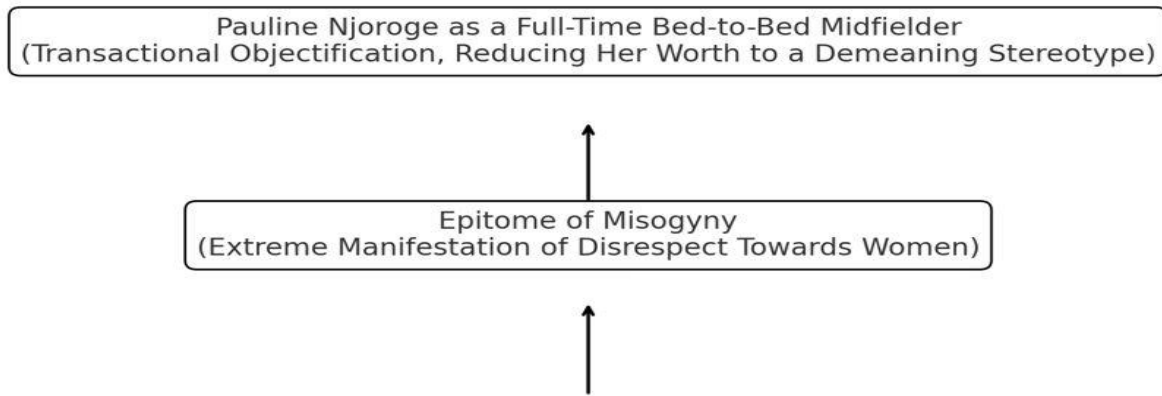 Pauline Njoroge as a Full-Time Bed-to-Bed Midfielder
(Transactional Objectification, Reducing Her Worth to a Demeaning Stereotype)
Epitome of Misogyny
(Extreme Manifestation of Disrespect Towards Women)